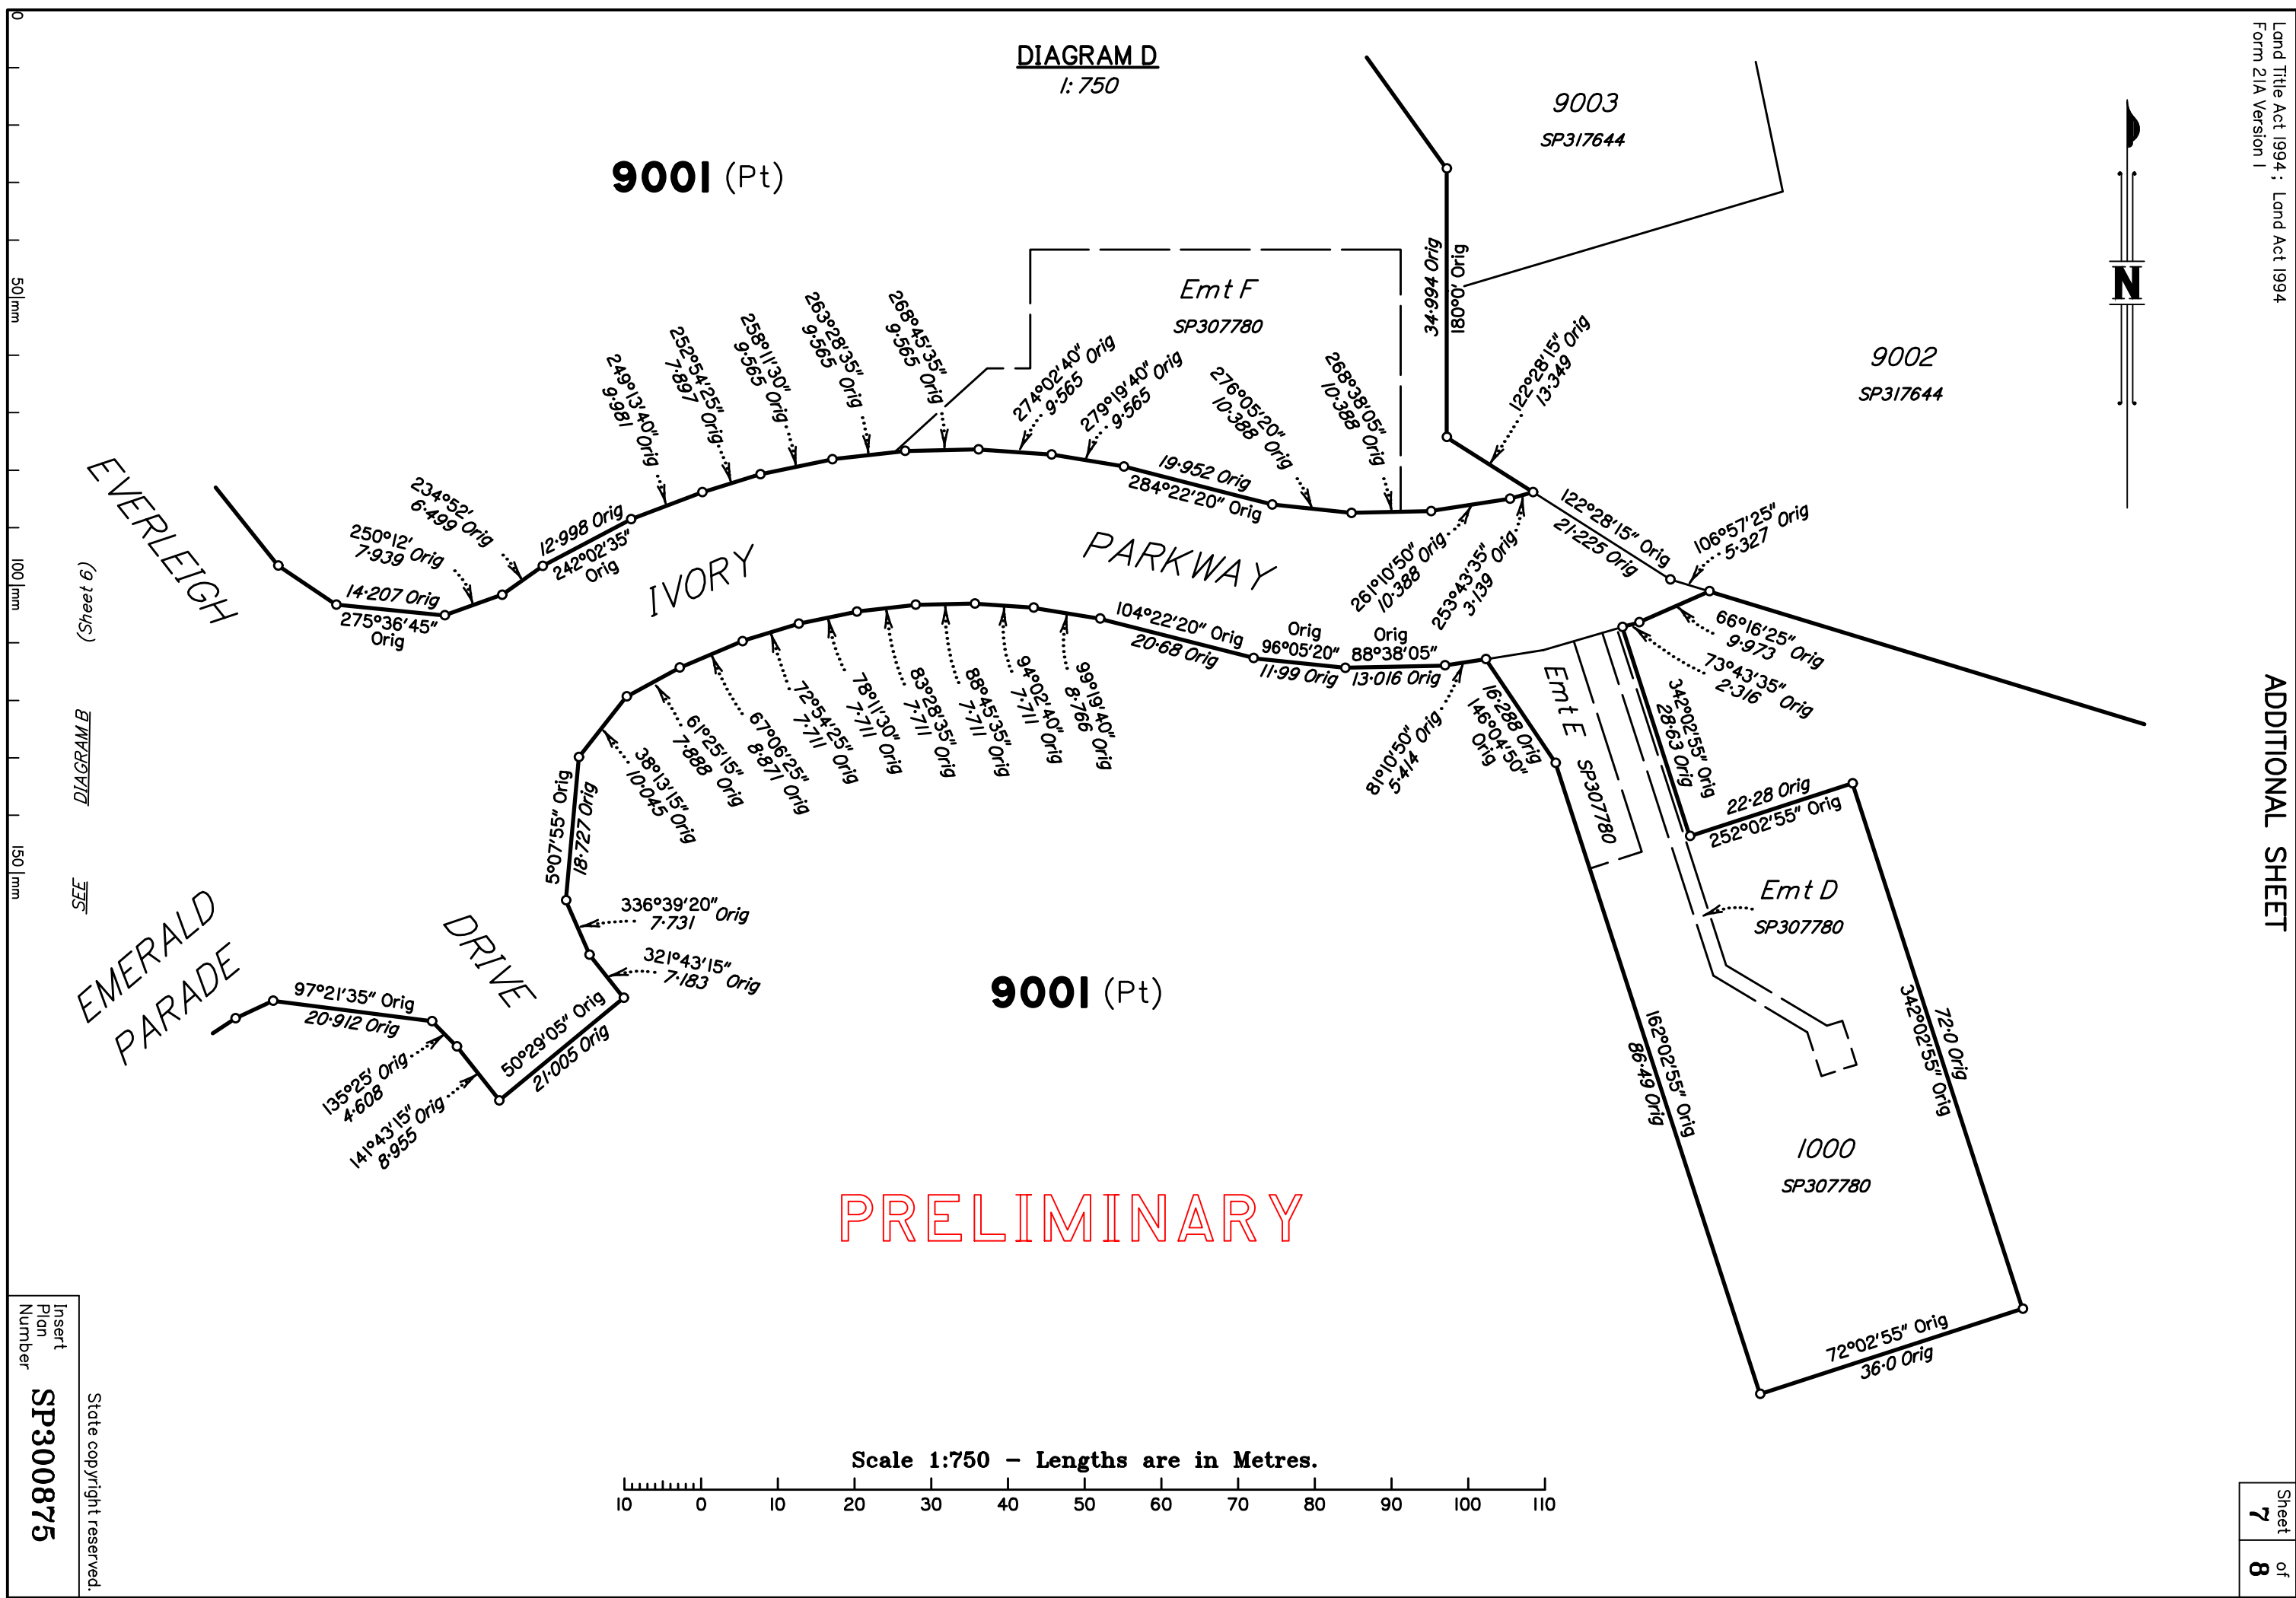 Land Title Act 1994 ; Land Act 1994
Form 21A Version 1
ADDITIONAL SHEET
Sheet of
7 8
DIAGRAM D
1: 750
9001 (Pt)
9003
SP317644
9002
SP317644
N
Emt F
SP307780
34·994 Orig
180°0' Orig
122°28'15" Orig
13·349
249°13'40" Orig
9·981
252°54'25" Orig
7·897
258°11'30" Orig
9·565
263°28'35" Orig
9·565
268°45'35" Orig
9·565
274°02'40" Orig
9·565
279°19'40" Orig
9·565
276°05'20" Orig
10·388
268°38'05" Orig
10·388
19·952 Orig
284°22'20" Orig
234°52' Orig
6·499
250°12' Orig
7·939
12·998 Orig
242°02'35"
Orig
14·207 Orig
275°36'45"
Orig
EVERLEIGH
IVORY
PARKWAY
261°10'50" Orig
10·388
253°43'35" Orig
3·139
122°28'15" Orig
21·225 Orig
106°57'25" Orig
5·327
66°16'25" Orig
9·973
73°43'35" Orig
2·316
104°22'20" Orig
20·68 Orig
Orig
96°05'20"
11·99 Orig
Orig
88°38'05"
13·016 Orig
81°10'50" Orig
5·414
16·288 Orig
146°04'50"
Orig
Emt E
SP307780
342°02'55" Orig
28·63 Orig
22·28 Orig
252°02'55" Orig
99°19'40" Orig
8·766
94°02'40" Orig
7·711
88°45'35" Orig
7·711
83°28'35" Orig
7·711
78°11'30" Orig
7·711
72°54'25" Orig
7·711
67°06'25" Orig
8·871
61°25'15" Orig
7·888
38°13'15" Orig
10·045
5°07'55" Orig
18·727 Orig
336°39'20" Orig
7·731
321°43'15" Orig
7·183
DRIVE
50°29'05" Orig
21·005 Orig
EMERALD
PARADE
97°21'35" Orig
20·912 Orig
135°25' Orig
4·608
141°43'15" Orig
8·955
9001 (Pt)
Emt D
SP307780
162°02'55" Orig
86·49 Orig
72·0 Orig
342°02'55" Orig
1000
SP307780
72°02'55" Orig
36·0 Orig
PRELIMINARY
SEE DIAGRAM B (Sheet 6)
0
50 mm
100 mm
150 mm
Scale 1:750 – Lengths are in Metres.
10 0 10 20 30 40 50 60 70 80 90 100 110
State copyright reserved.
Insert
Plan
Number
SP300875